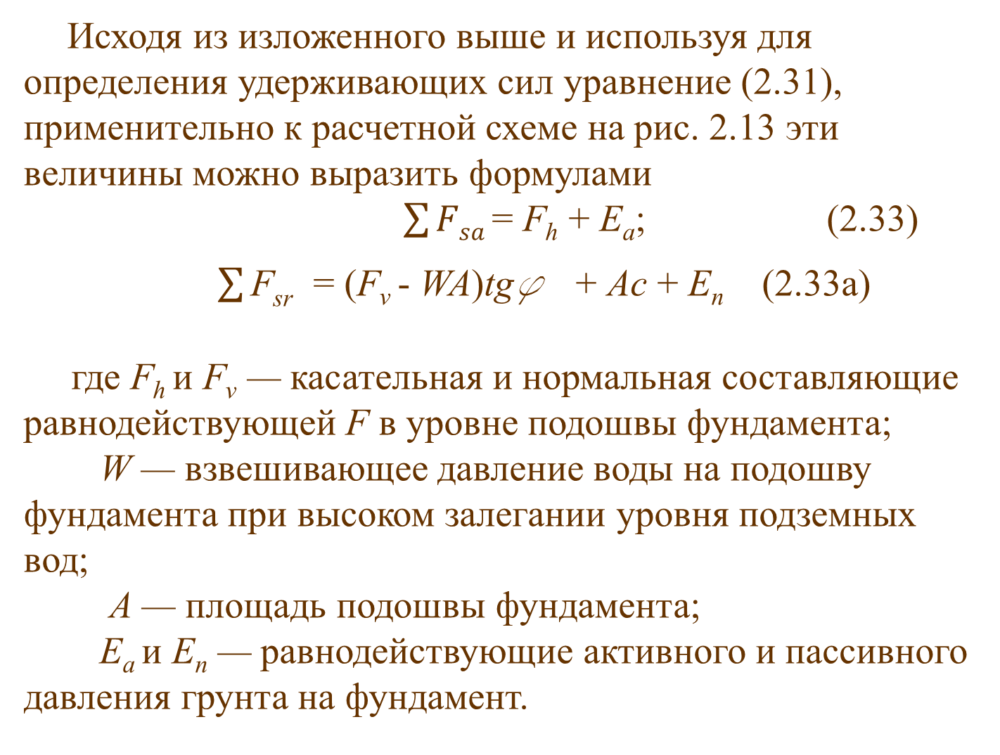 Исходя из изложенного выше и используя для
определения удерживающих сил уравнение (2.31),
применительно к расчетной схеме на рис. 2.13 эти
величины можно выразить формулами
∑ F_sa = F_h + E_a; (2.33)
∑ F_sr = (F_v - WA)tgφ + Ac + E_n (2.33а)
где F_h и F_v — касательная и нормальная составляющие
равнодействующей F в уровне подошвы фундамента;
W — взвешивающее давление воды на подошву
фундамента при высоком залегании уровня подземных
вод;
A — площадь подошвы фундамента;
E_a и E_n — равнодействующие активного и пассивного
давления грунта на фундамент.